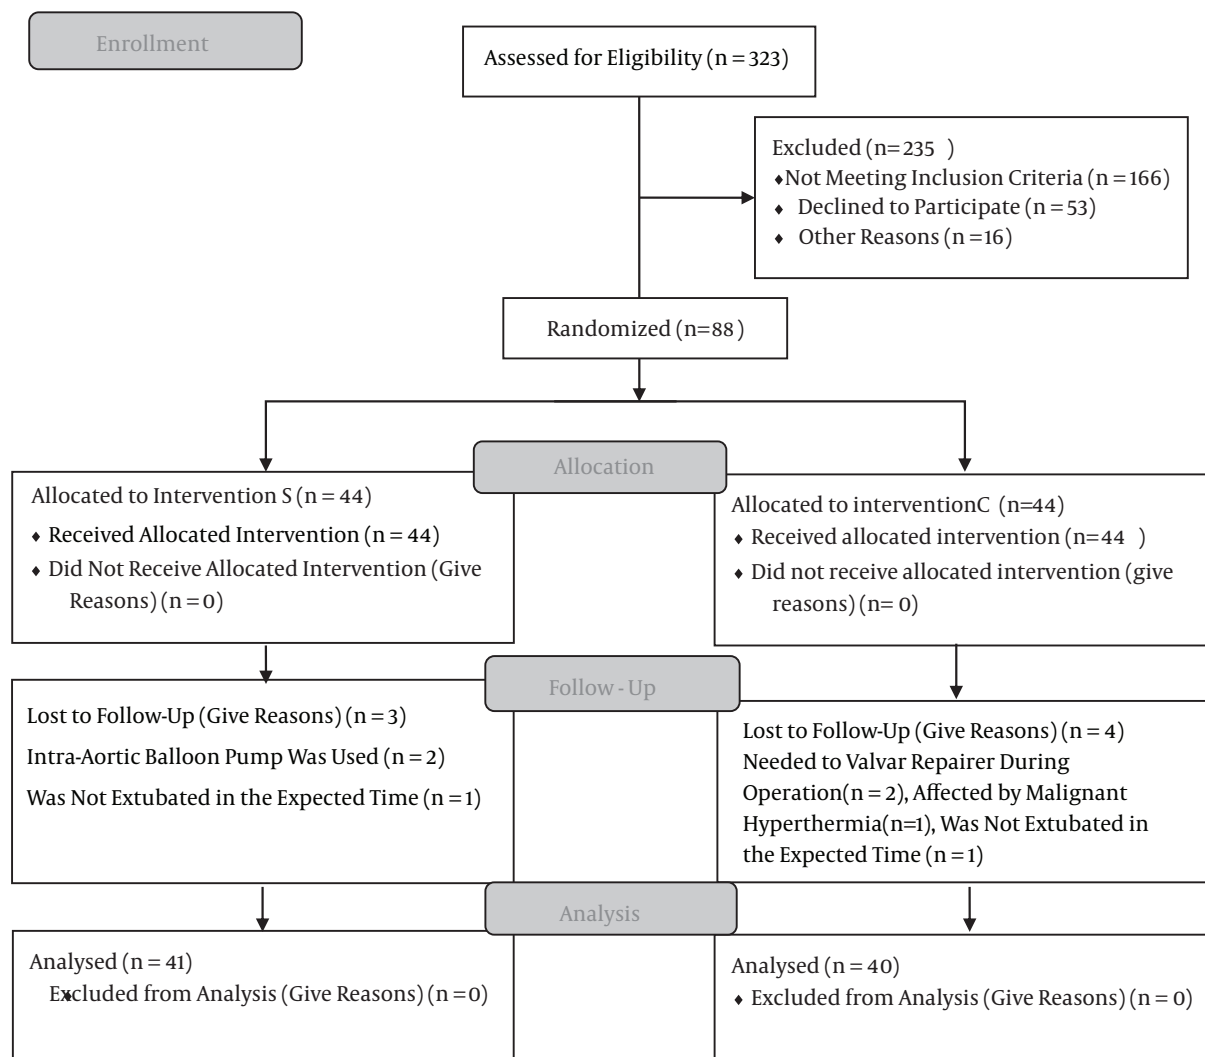 Enrollment
Assessed for Eligibility (n = 323)
Excluded (n=235 )
♦Not Meeting Inclusion Criteria (n = 166)
♦ Declined to Participate (n = 53)
♦ Other Reasons (n =16)
Randomized (n=88)
Allocation
Allocated to Intervention S (n = 44)
♦ Received Allocated Intervention (n = 44)
♦ Did Not Receive Allocated Intervention (Give
Reasons) (n = 0)
Allocated to interventionC (n=44)
♦ Received allocated intervention (n=44 )
♦ Did not receive allocated intervention (give
reasons) (n= 0)
Follow - Up
Lost to Follow-Up (Give Reasons) (n = 3)
Intra-Aortic Balloon Pump Was Used (n = 2)
Was Not Extubated in the Expected Time (n = 1)
Lost to Follow-Up (Give Reasons) (n = 4)
Needed to Valvar Repairer During
Operation(n = 2), Affected by Malignant
Hyperthermia(n=1), Was Not Extubated in
the Expected Time (n = 1)
Analysis
Analysed (n = 41)
♦Excluded from Analysis (Give Reasons) (n =0)
Analysed (n = 40)
♦ Excluded from Analysis (Give Reasons) (n = 0)